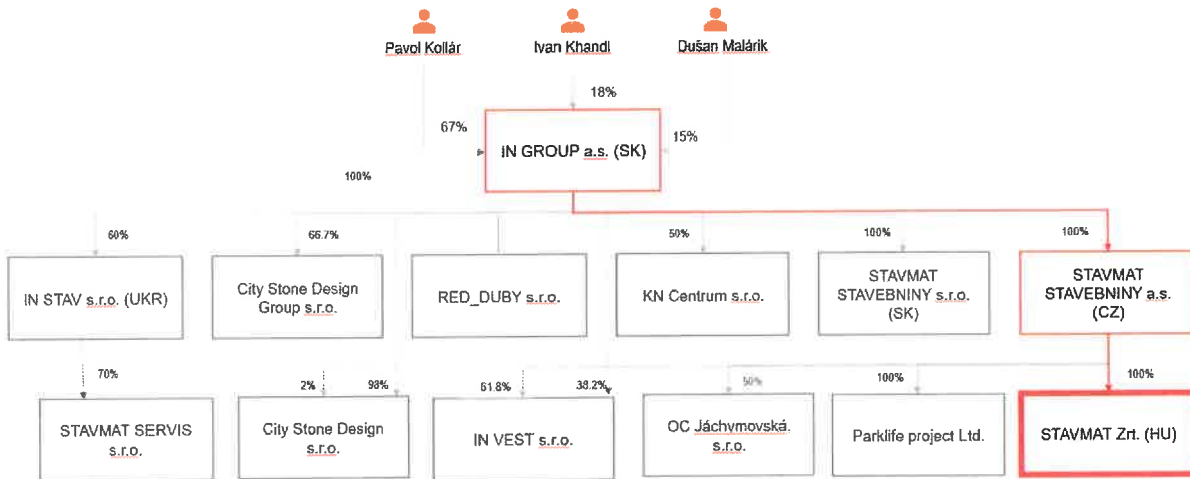 Pavol Kollár
Ivan Khandl
Dušan Malárik
18%
67%
15%
IN GROUP a.s. (SK)
100%
60%
66.7%
50%
100%
100%
IN STAV s.r.o. (UKR)
City Stone Design
Group s.r.o.
RED_DUBY s.r.o.
KN Centrum s.r.o.
STAVMAT
STAVEBNINY s.r.o.
(SK)
STAVMAT
STAVEBNINY a.s.
(CZ)
70%
2%
98%
61.8%
38.2%
50%
100%
100%
STAVMAT SERVIS
s.r.o.
City Stone Design
s.r.o.
IN VEST s.r.o.
OC Jáchymovská.
s.r.o.
Parklife project Ltd.
STAVMAT Zrt. (HU)